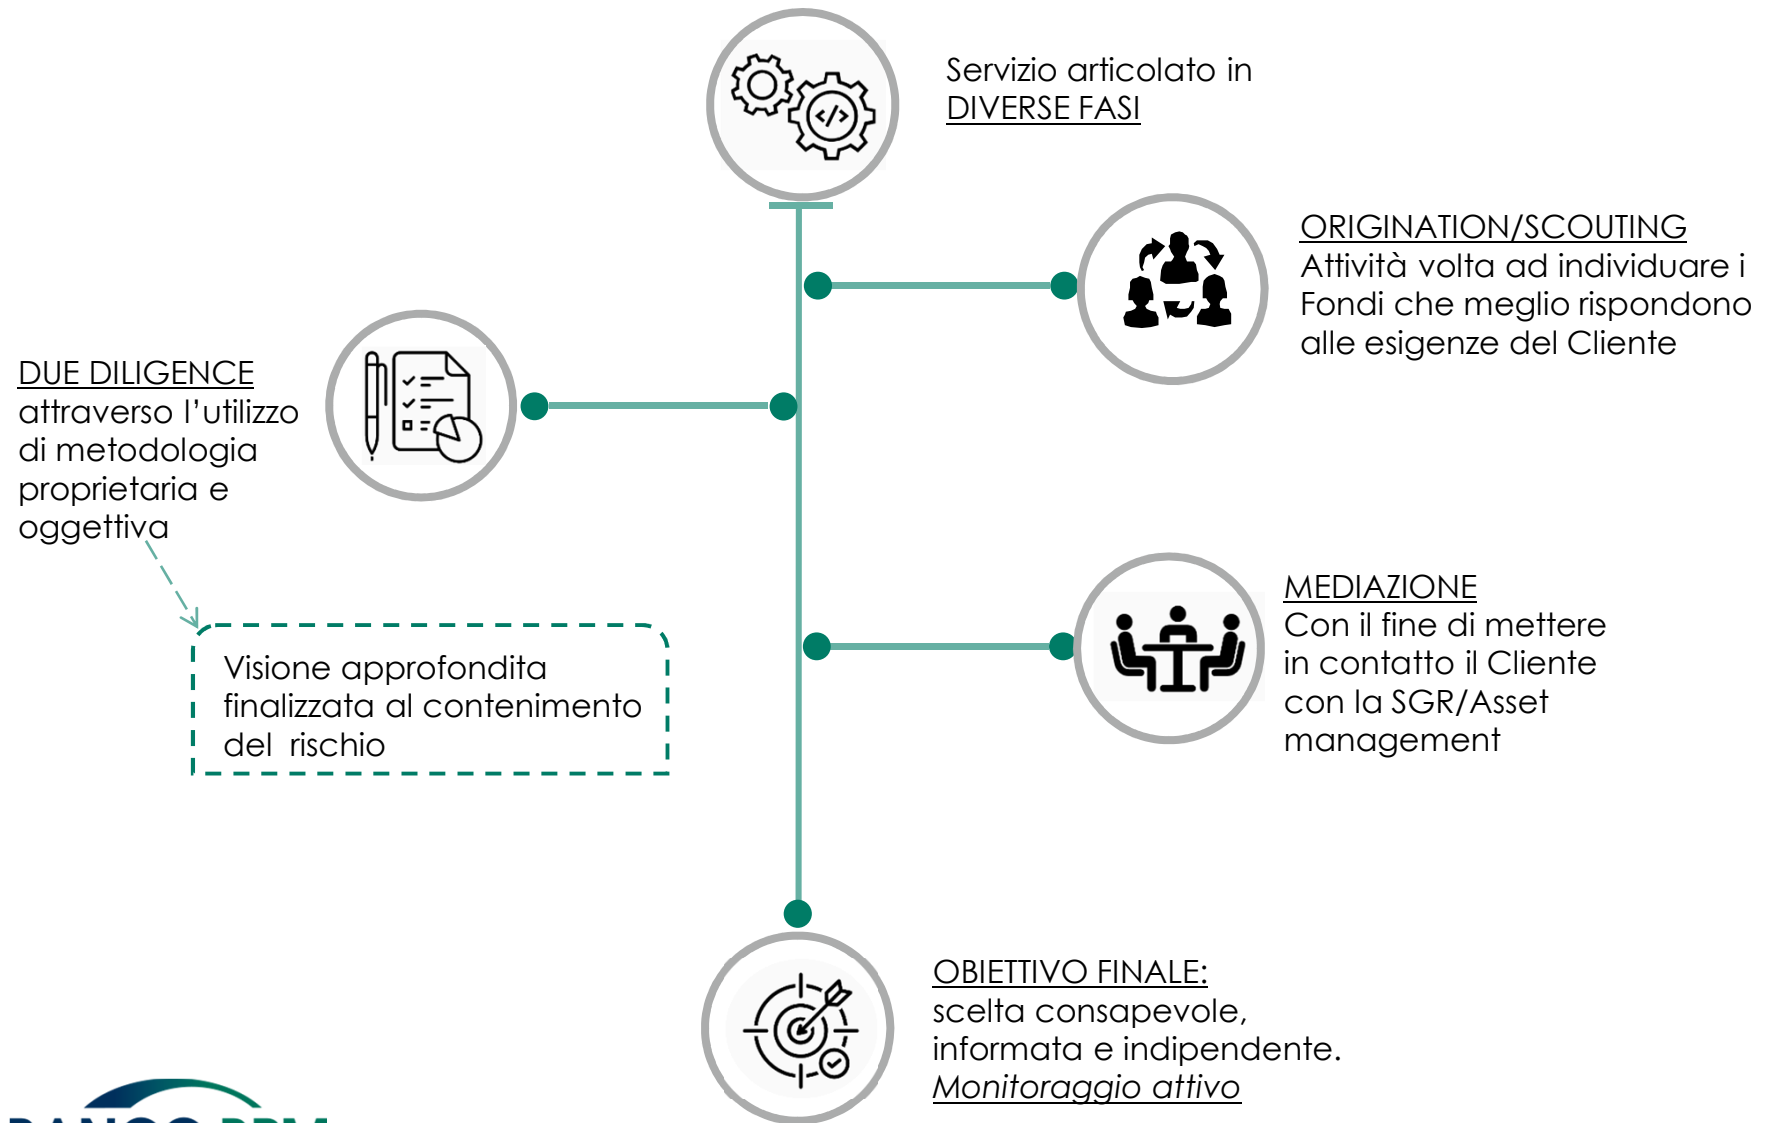 Servizio articolato in
DIVERSE FASI
ORIGINATION/SCOUTING
Attività volta ad individuare i
Fondi che meglio rispondono
alle esigenze del Cliente
DUE DILIGENCE
attraverso l'utilizzo
di metodologia
proprietaria e
oggettiva
Visione approfondita
finalizzata al contenimento
del  rischio
MEDIAZIONE
Con il fine di mettere
in contatto il Cliente
con la SGR/Asset
management
OBIETTIVO FINALE:
scelta consapevole,
informata e indipendente.
Monitoraggio attivo
BANCO BPM